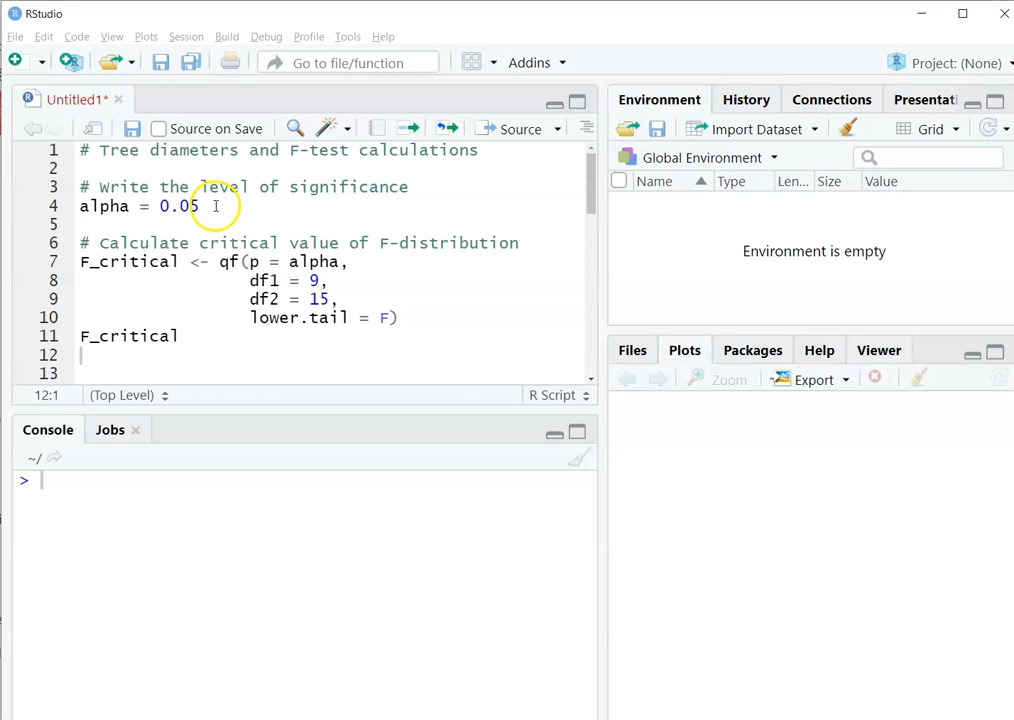 RStudio
File Edit Code View Plots Session Build Debug Profile Tools Help
Go to file/function Addins Project: (None)
Untitled1*
Source on Save Source
1 # Tree diameters and F-test calculations
2
3 # Write the level of significance
4 alpha = 0.05
5
6 # Calculate critical value of F-distribution
7 F_critical <- qf(p = alpha,
8 df1 = 9,
9 df2 = 15,
10 lower.tail = F)
11 F_critical
12
13
12:1 (Top Level) R Script
Console Jobs
~/
>
Environment History Connections Presentati
Import Dataset Grid
Global Environment
Name Type Len... Size Value
Environment is empty
Files Plots Packages Help Viewer
Zoom Export